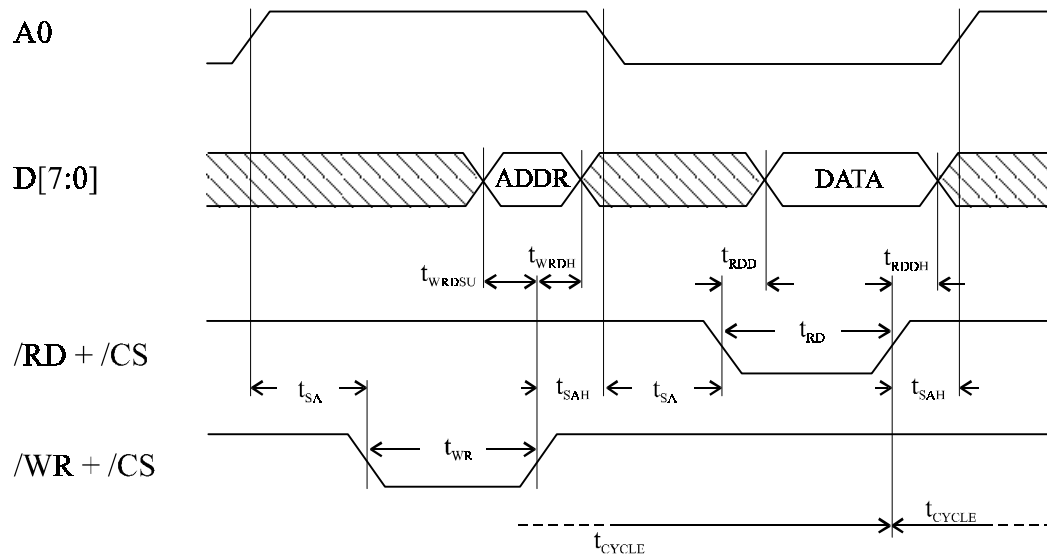 A0
D[7:0] ADDR DATA
tWRDSU tWRDH tRDD tRDDH
/RD + /CS tRD
tSA tSAH tSA tSAH
/WR + /CS tWR
tCYCLE tCYCLE